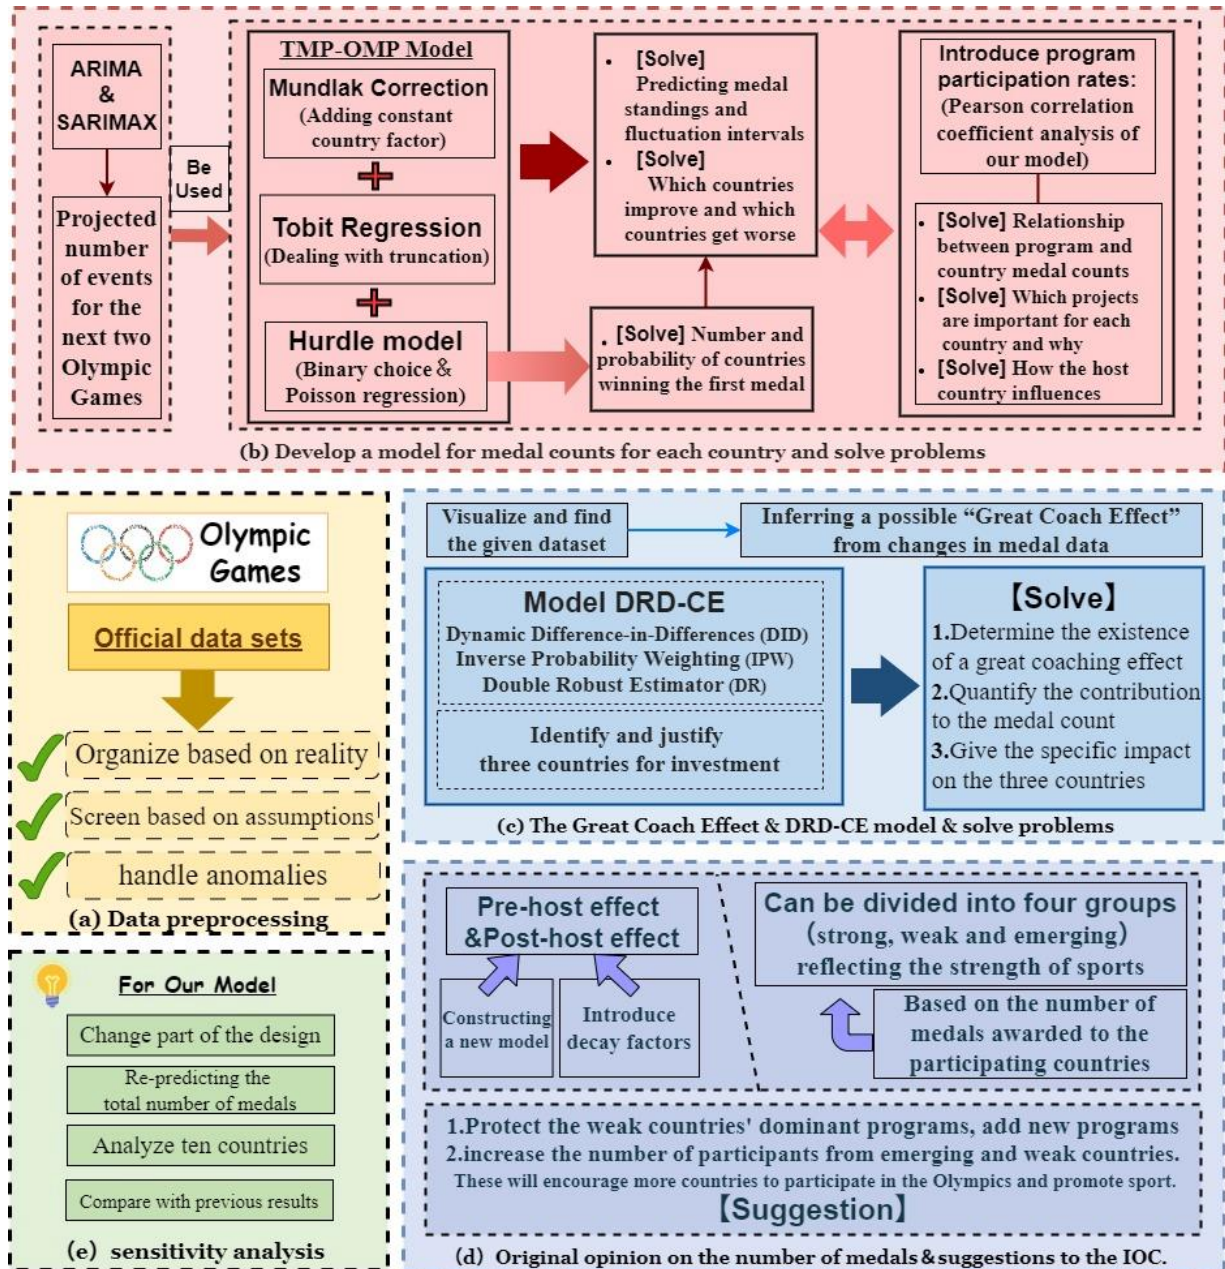 ARIMA
&
SARIMAX
Projected
number
of events
for the
next two
Olympic
Games
Be
Used
TMP-OMP Model
Mundlak Correction
(Adding constant
country factor)
Tobit Regression
(Dealing with truncation)
Hurdle model
(Binary choice &
Poisson regression)
• [Solve]
Predicting medal
standings and
fluctuation intervals
• [Solve]
Which countries
improve and which
countries get worse
. [Solve] Number and
probability of countries
winning the first medal
Introduce program
participation rates:
(Pearson correlation
coefficient analysis of
our model)
• [Solve] Relationship
between program and
country medal counts
• [Solve] Which projects
are important for each
country and why
• [Solve] How the host
country influences
(b) Develop a model for medal counts for each country and solve problems
Olympic
Games
Official data sets
Organize based on reality
Screen based on assumptions
handle anomalies
(a) Data preprocessing
Visualize and find
the given dataset
Inferring a possible “Great Coach Effect”
from changes in medal data
Model DRD-CE
Dynamic Difference-in-Differences (DID)
Inverse Probability Weighting (IPW)
Double Robust Estimator (DR)
Identify and justify
three countries for investment
【Solve】
1.Determine the existence
of a great coaching effect
2.Quantify the contribution
to the medal count
3.Give the specific impact
on the three countries
(c) The Great Coach Effect & DRD-CE model & solve problems
For Our Model
Change part of the design
Re-predicting the
total number of medals
Analyze ten countries
Compare with previous results
(e) sensitivity analysis
Pre-host effect
&Post-host effect
Constructing
a new model
Introduce
decay factors
Can be divided into four groups
(strong, weak and emerging)
reflecting the strength of sports
Based on the number of
medals awarded to the
participating countries
1.Protect the weak countries' dominant programs, add new programs
2.increase the number of participants from emerging and weak countries.
These will encourage more countries to participate in the Olympics and promote sport.
【Suggestion】
(d) Original opinion on the number of medals & suggestions to the IOC.